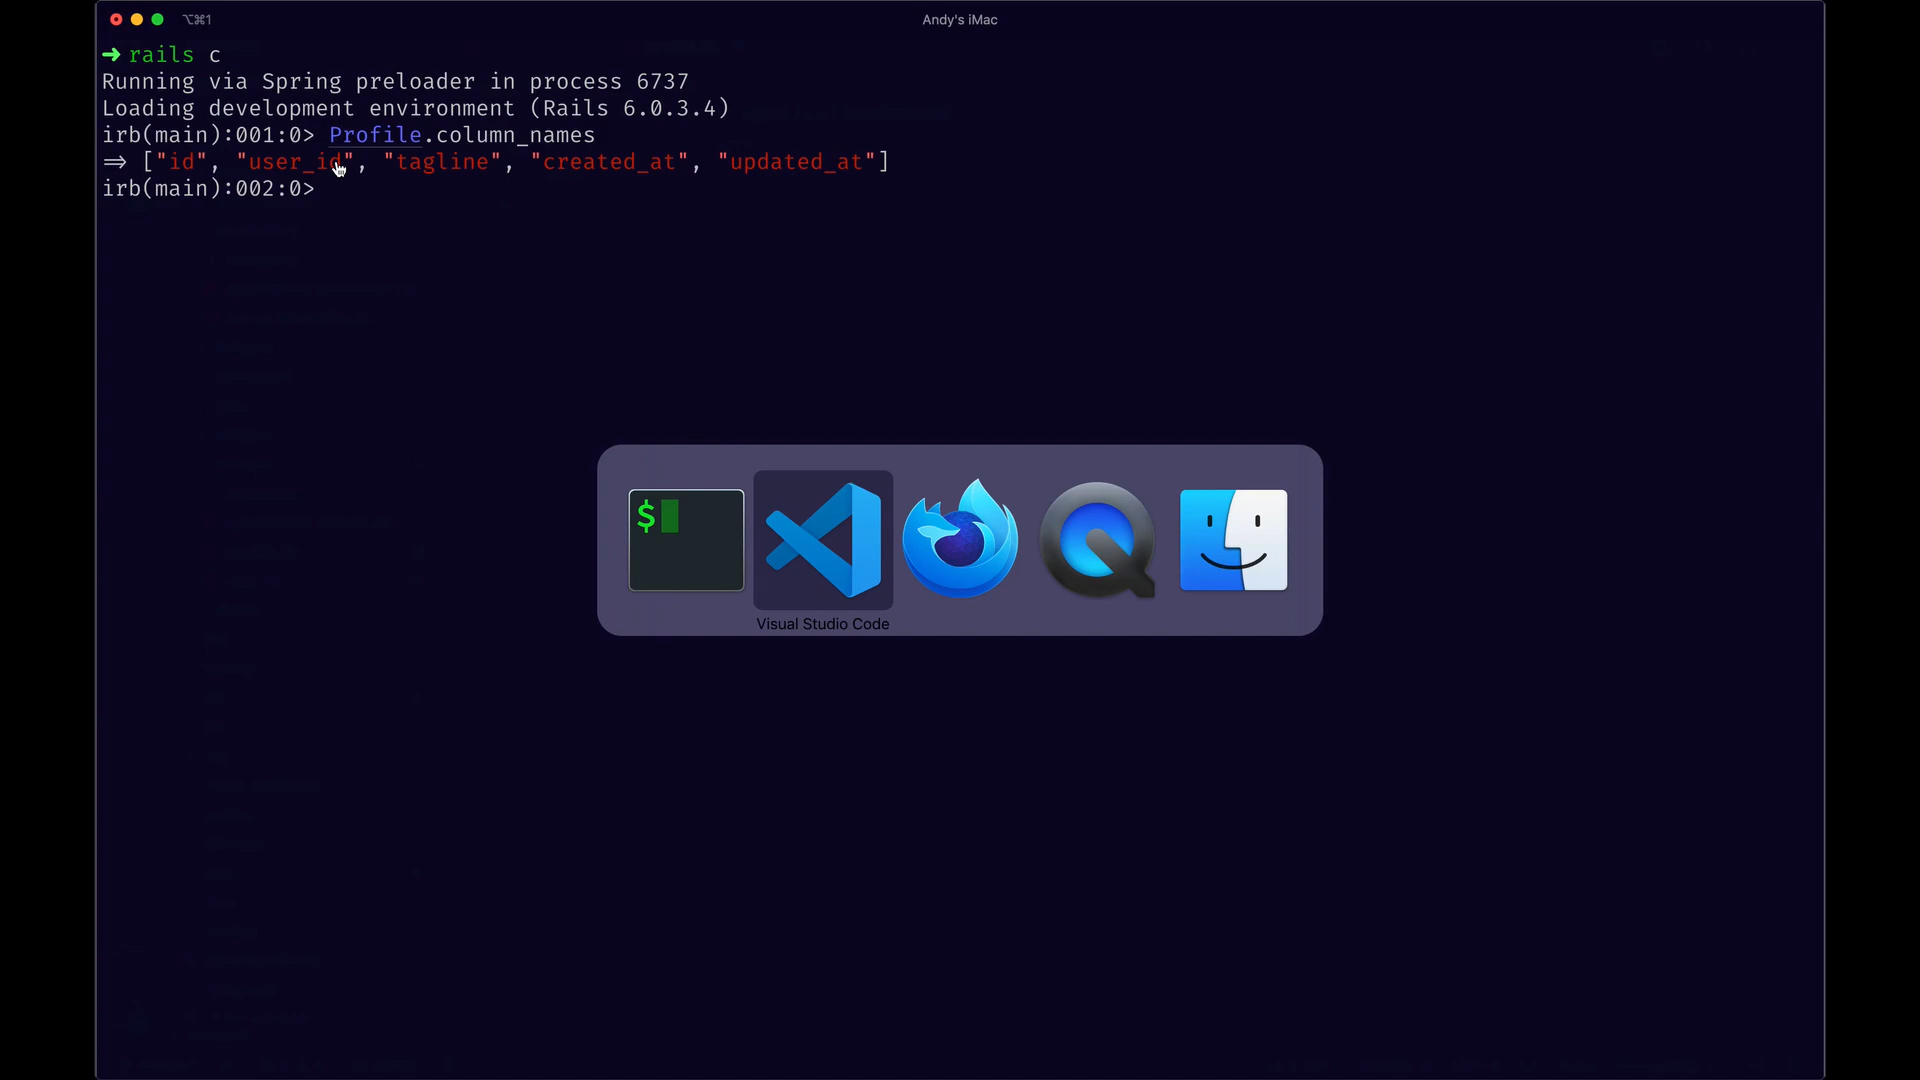 ⌥⌘1
Andy's iMac
➜ rails c
Running via Spring preloader in process 6737
Loading development environment (Rails 6.0.3.4)
irb(main):001:0> Profile.column_names
=> ["id", "user_id", "tagline", "created_at", "updated_at"]
irb(main):002:0>
$
Visual Studio Code